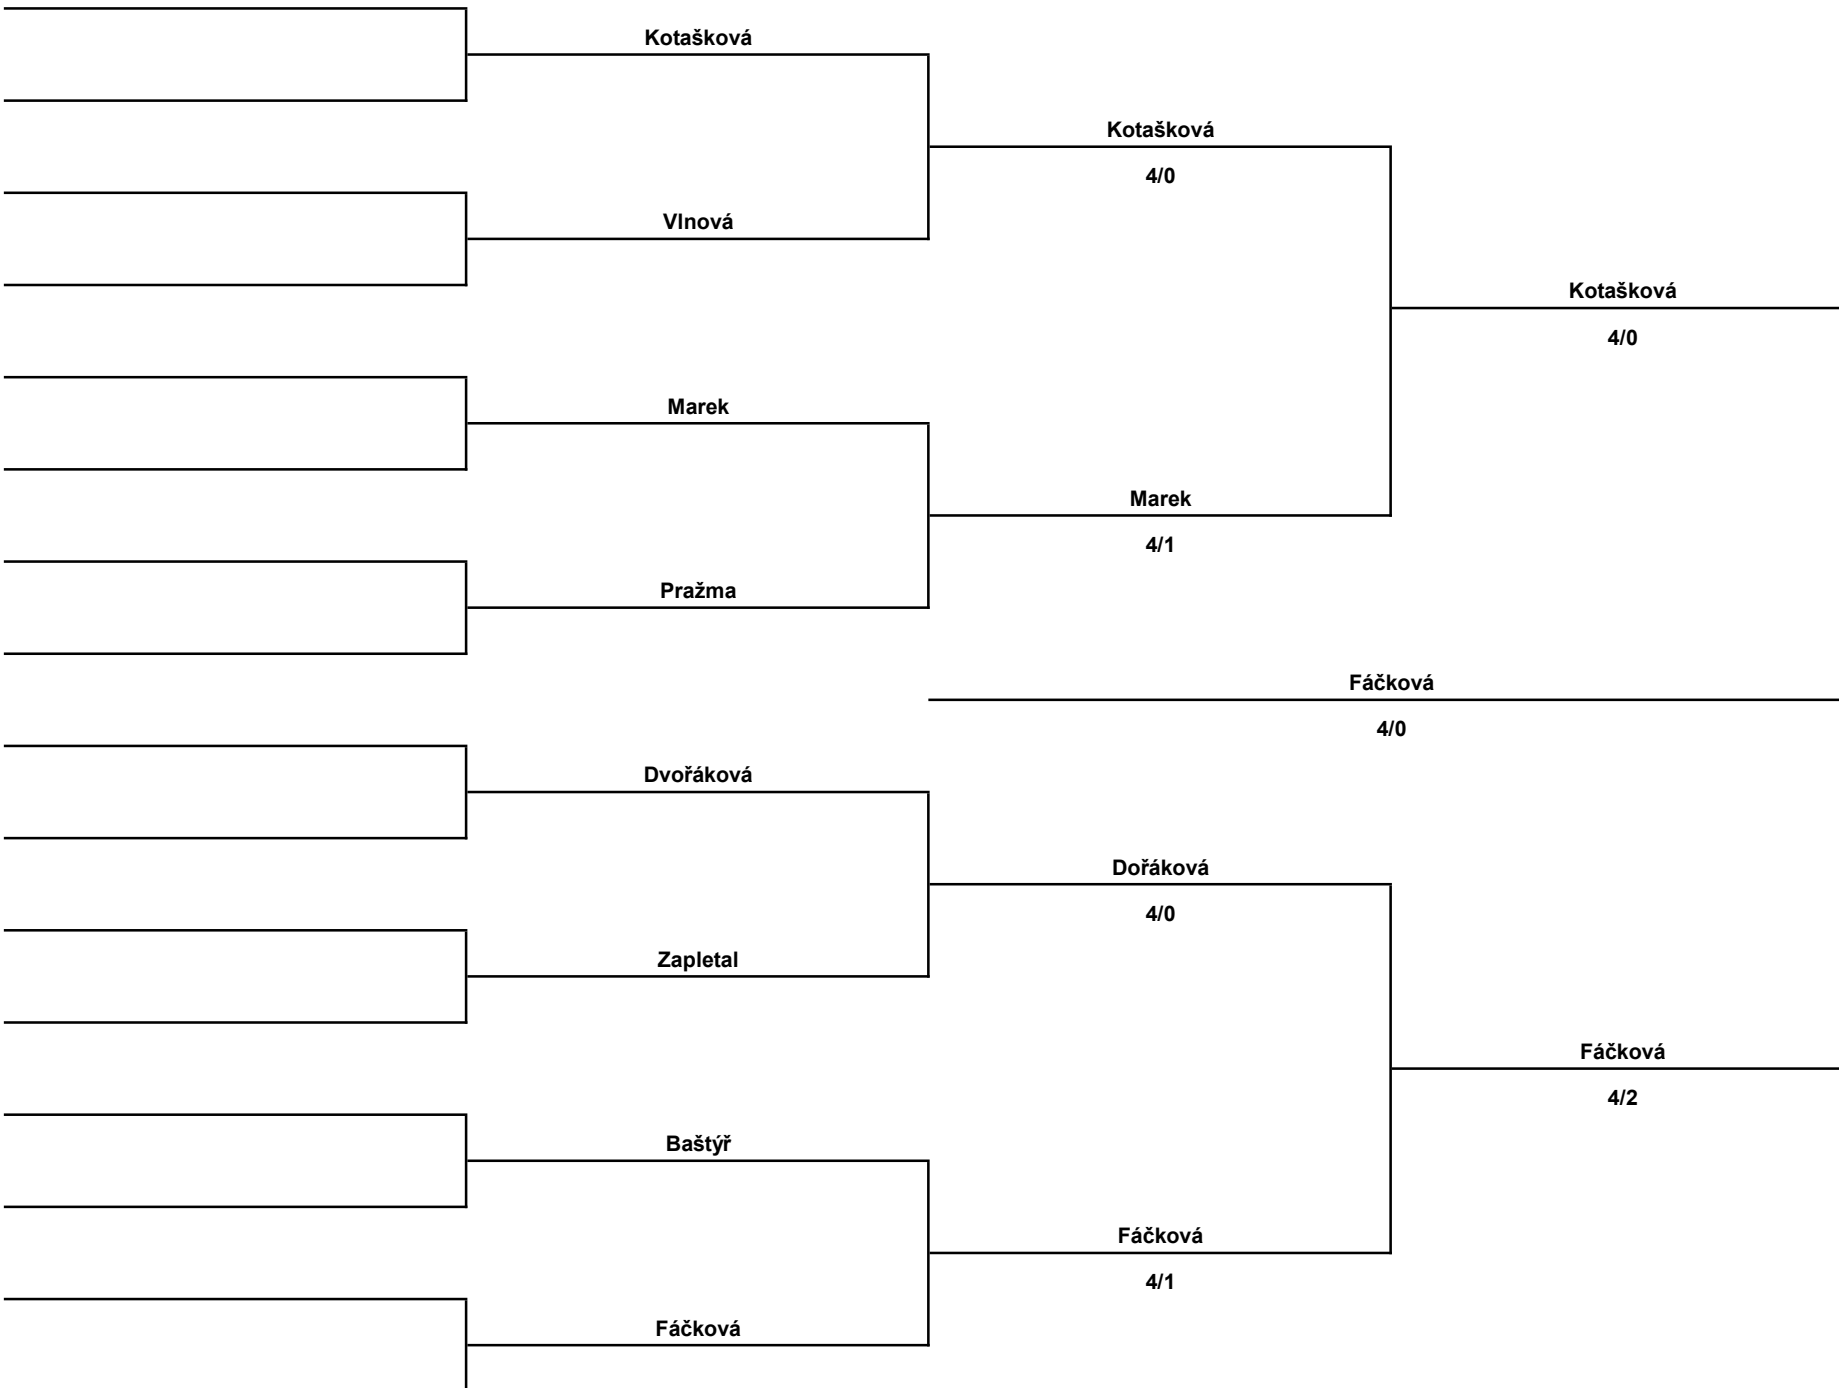 Kotašková
Kotašková
4/0
Vlnová
Kotašková
4/0
Marek
Marek
4/1
Pražma
Fáčková
4/0
Dvořáková
Dořáková
4/0
Zapletal
Fáčková
4/2
Baštýř
Fáčková
4/1
Fáčková